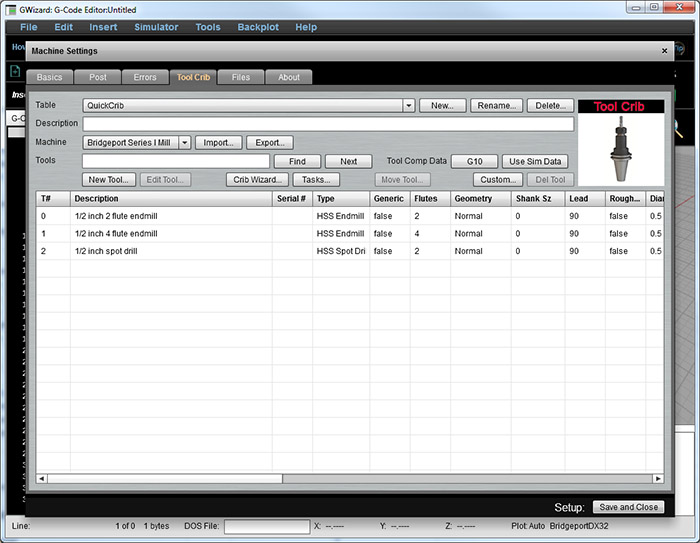 GWizard: G-Code Editor:Untitled
File Edit Insert Simulator Tools Backplot Help!
Machine Settings
Basics Post Errors Tool Crib Files About
Table QuickCrib New... Rename... Delete... Tool Crib
Description
Machine Bridgeport Series I Mill Import... Export...
Tools Find Next Tool Comp Data G10 Use Sim Data
New Tool... Edit Tool... Crib Wizard... Tasks... Move Tool... Custom... Del Tool
T# Description Serial # Type Generic Flutes Geometry Shank Sz Lead Rough... Diar
0 1/2 inch 2 flute endmill HSS Endmill false 2 Normal 0 90 false 0.5
1 1/2 inch 4 flute endmill HSS Endmill false 4 Normal 0 90 false 0.5
2 1/2 inch spot drill HSS Spot Dri false 2 Normal 0 90 false 0.5
Setup: Save and Close
Line: 1 of 0 1 bytes DOS File: X: --.---- Y: --.---- Z: --.---- Plot: Auto BridgeportDX32